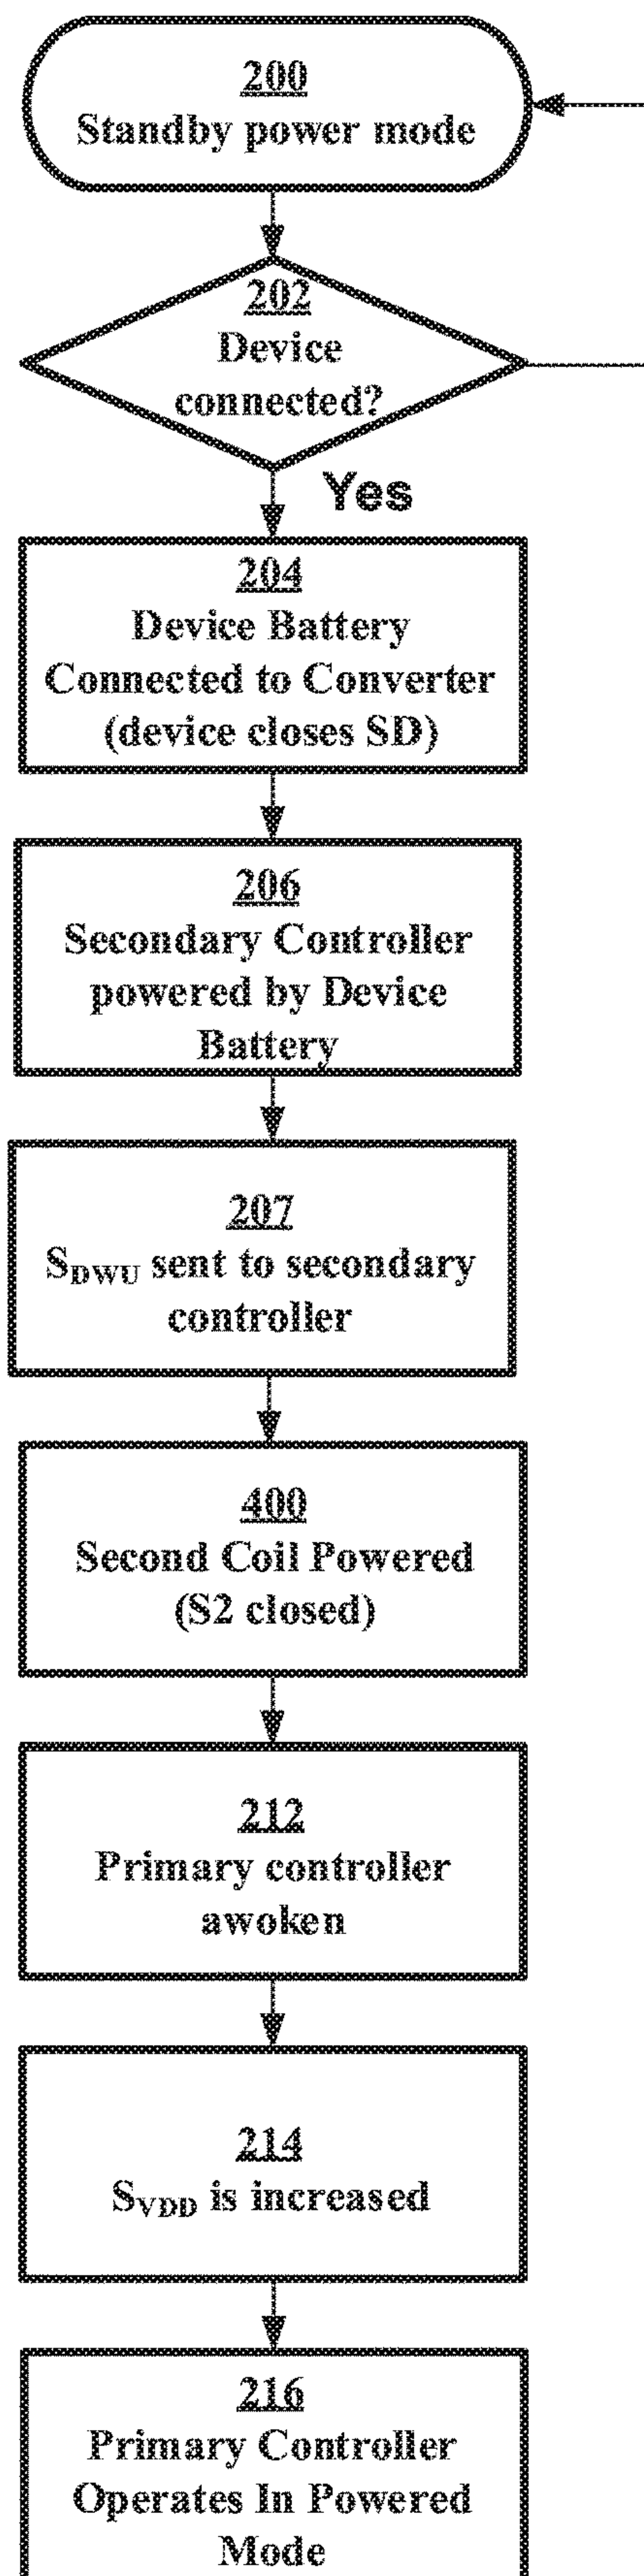 200
Standby power mode
202
Device
connected?
Yes
204
Device Battery
Connected to Converter
(device closes SD)
206
Secondary Controller
powered by Device
Battery
207
SDWU sent to secondary
controller
400
Second Coil Powered
(S2 closed)
212
Primary controller
awoken
214
SVDD is increased
216
Primary Controller
Operates In Powered
Mode